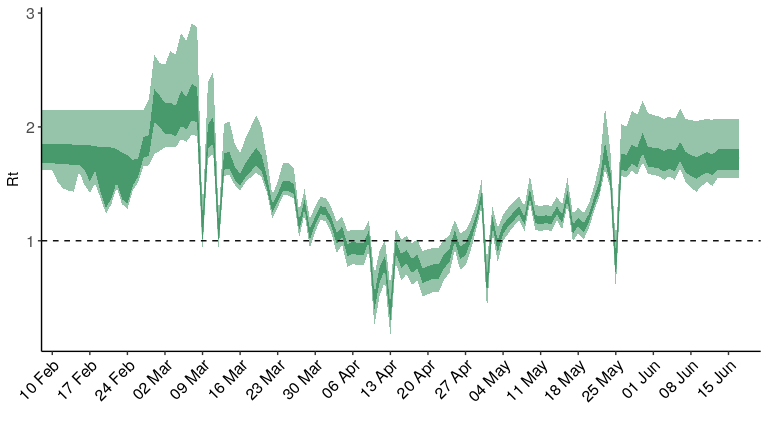 3
2
1
Rt
10 Feb
17 Feb
24 Feb
02 Mar
09 Mar
16 Mar
23 Mar
30 Mar
06 Apr
13 Apr
20 Apr
27 Apr
04 May
11 May
18 May
25 May
01 Jun
08 Jun
15 Jun